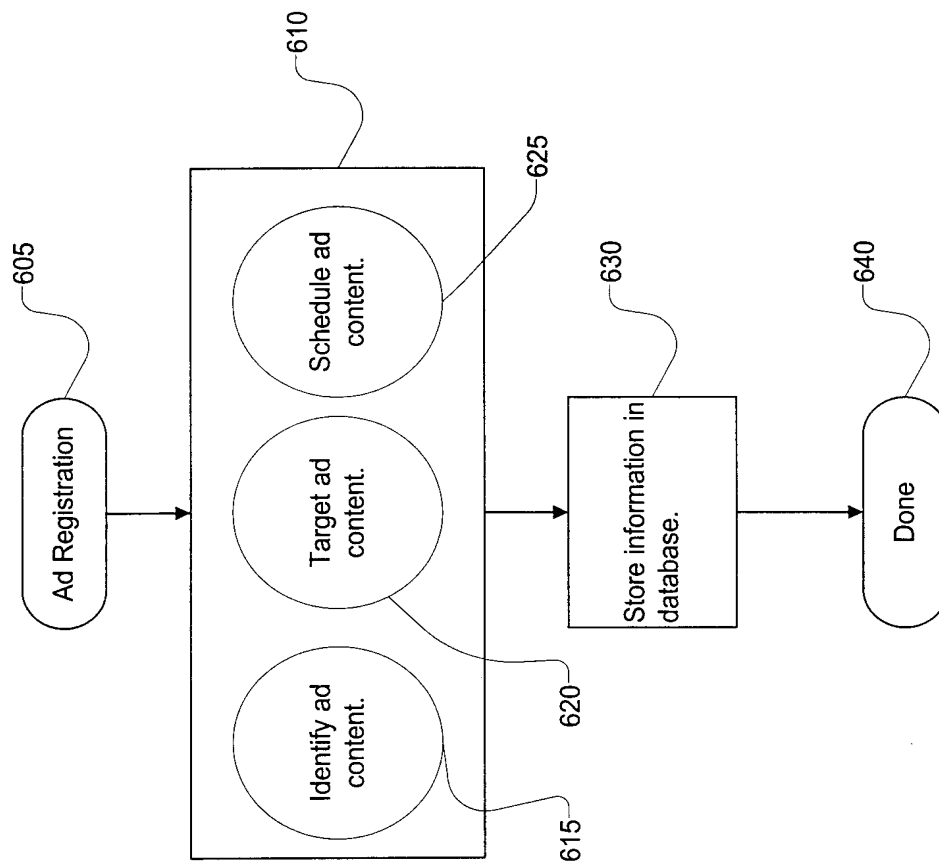 Ad Registration
605
610
Identify ad
content.
Target ad
content.
Schedule ad
content.
615
620
625
Store information in
database.
630
Done
640